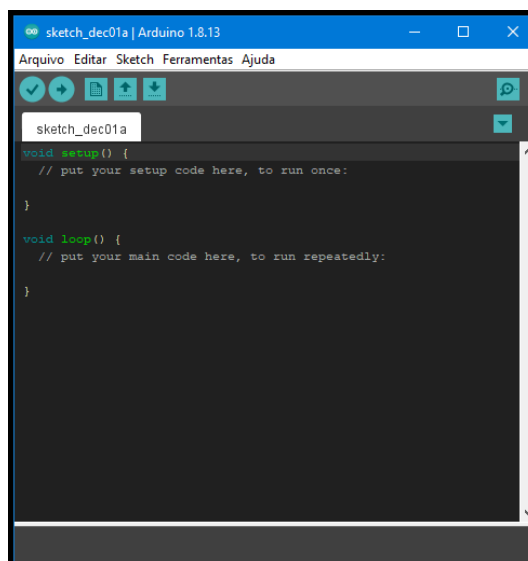 sketch_dec01a | Arduino 1.8.13
Arquivo Editar Sketch Ferramentas Ajuda
sketch_dec01a
void setup() {
// put your setup code here, to run once:
}
void loop() {
// put your main code here, to run repeatedly:
}